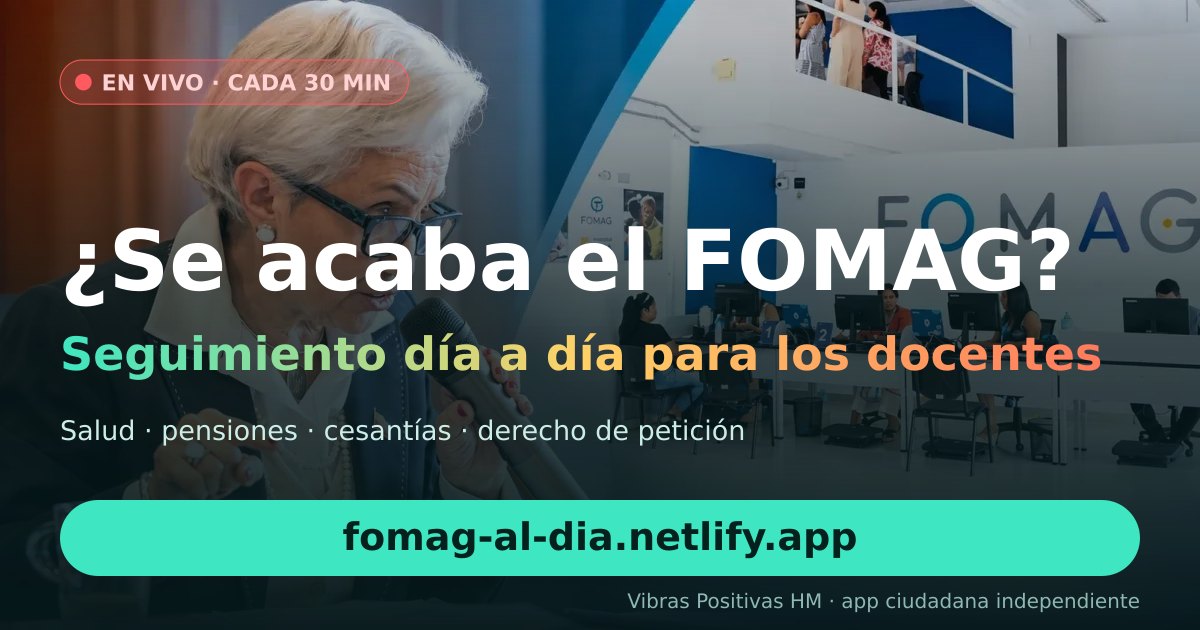 EN VIVO · CADA 30 MIN
FOMAG
FOMAG
¿Se acaba el FOMAG?
Seguimiento día a día para los docentes
Salud · pensiones · cesantías · derecho de petición
fomag-al-dia.netlify.app
Vibras Positivas HM · app ciudadana independiente